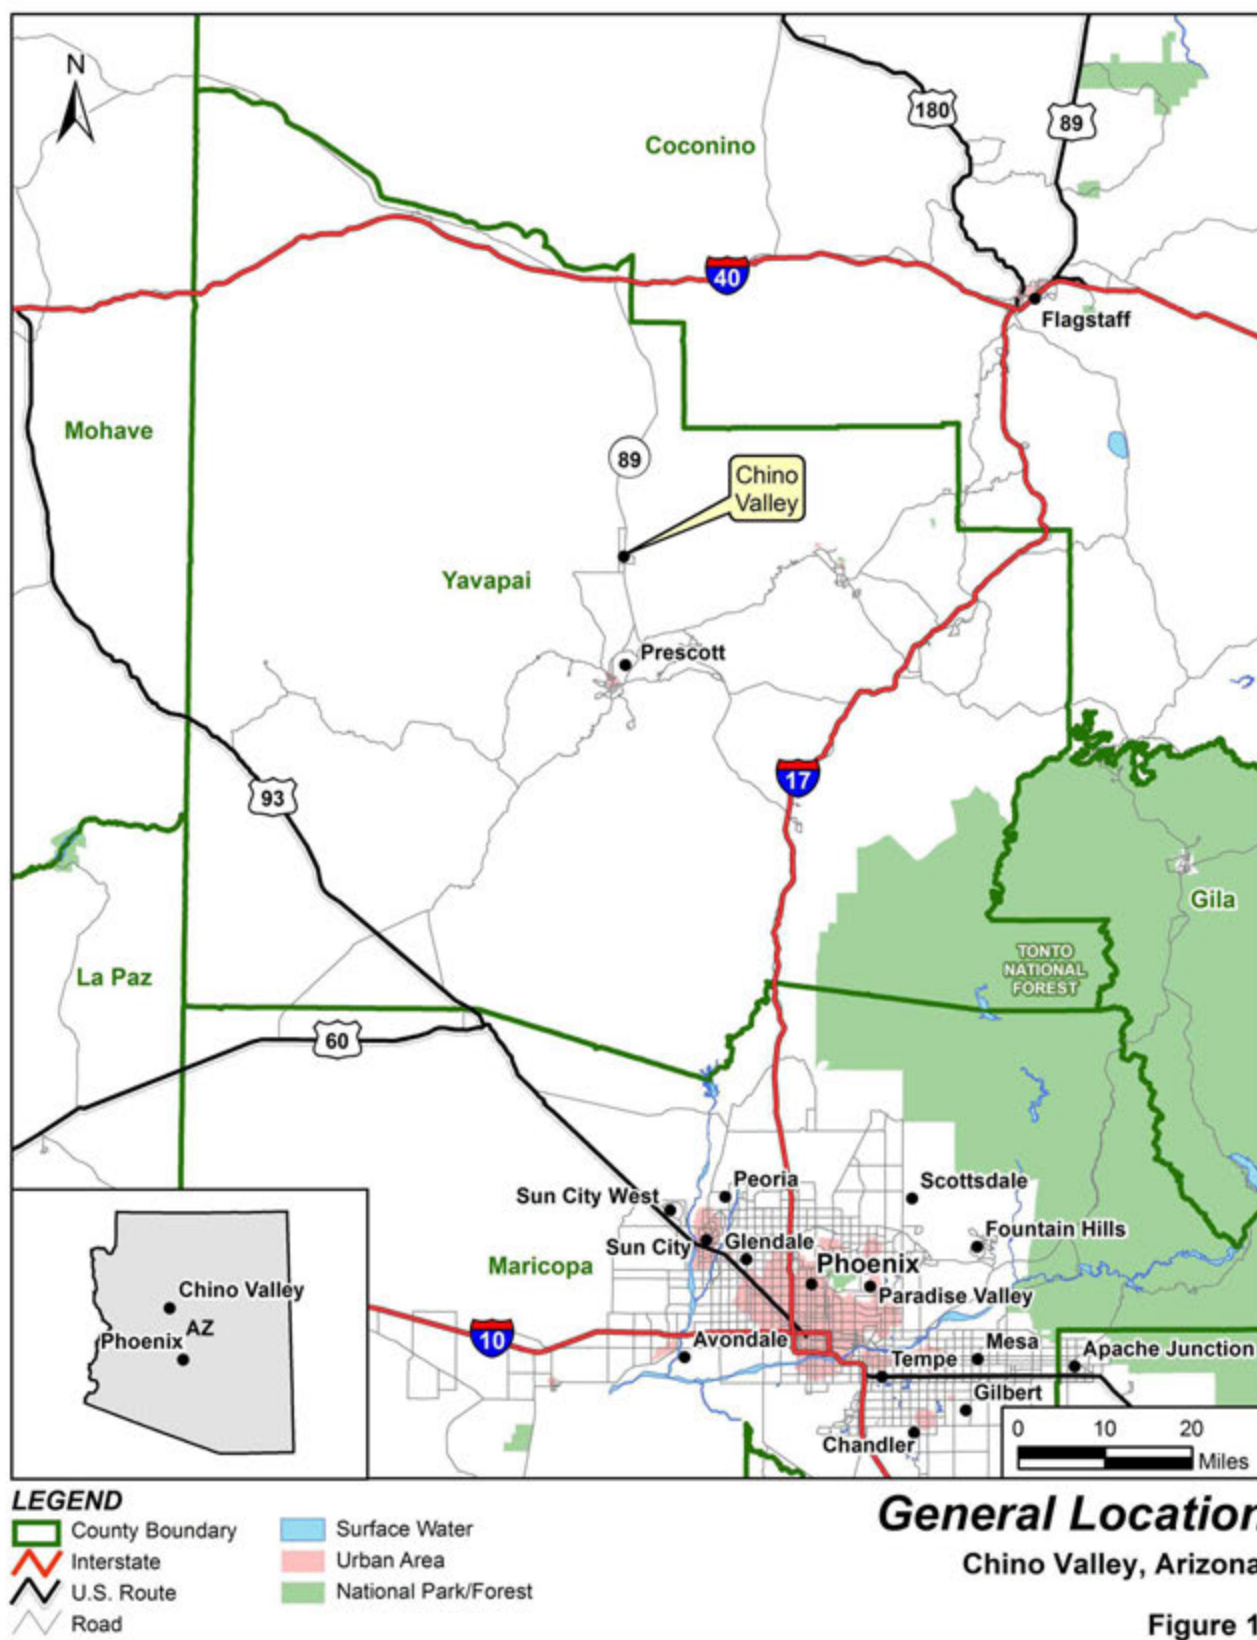 N
Coconino
180
89
40
Flagstaff
Mohave
89
Chino
Valley
Yavapai
Prescott
17
93
Gila
TONTO
NATIONAL
FOREST
La Paz
60
Peoria
Scottsdale
Sun City West
Fountain Hills
Sun City
Glendale
Maricopa
Phoenix
Paradise Valley
Chino Valley
AZ
Phoenix
10
Avondale
Mesa
Apache Junction
Tempe
Gilbert
Chandler
0 10 20
Miles
LEGEND
County Boundary
Interstate
U.S. Route
Road
Surface Water
Urban Area
National Park/Forest
General Location
Chino Valley, Arizona
Figure 1